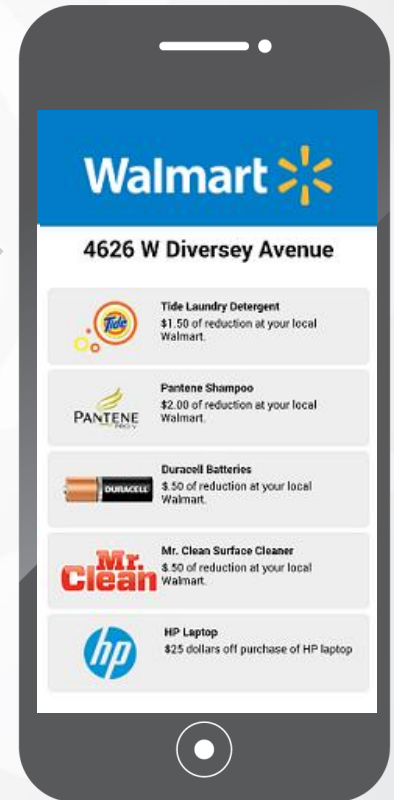 Walmart
4626 W Diversey Avenue
Tide
Tide Laundry Detergent
$1.50 of reduction at your local
Walmart.
PANTENE
PRO-V
Pantene Shampoo
$2.00 of reduction at your local
Walmart.
DURACELL
Duracell Batteries
$.50 of reduction at your local
Walmart.
Mr.
Clean
Mr. Clean Surface Cleaner
$.50 of reduction at your local
Walmart.
hp
HP Laptop
$25 dollars off purchase of HP laptop